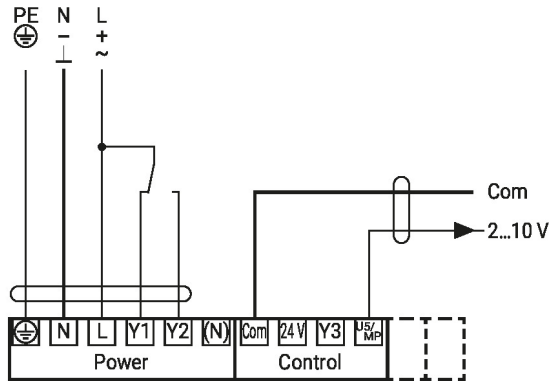 PE N L
– +
⊥ ~
Com
2...10 V
N L Y1 Y2 (N) Com 24 V Y3 U5/MP
Power Control